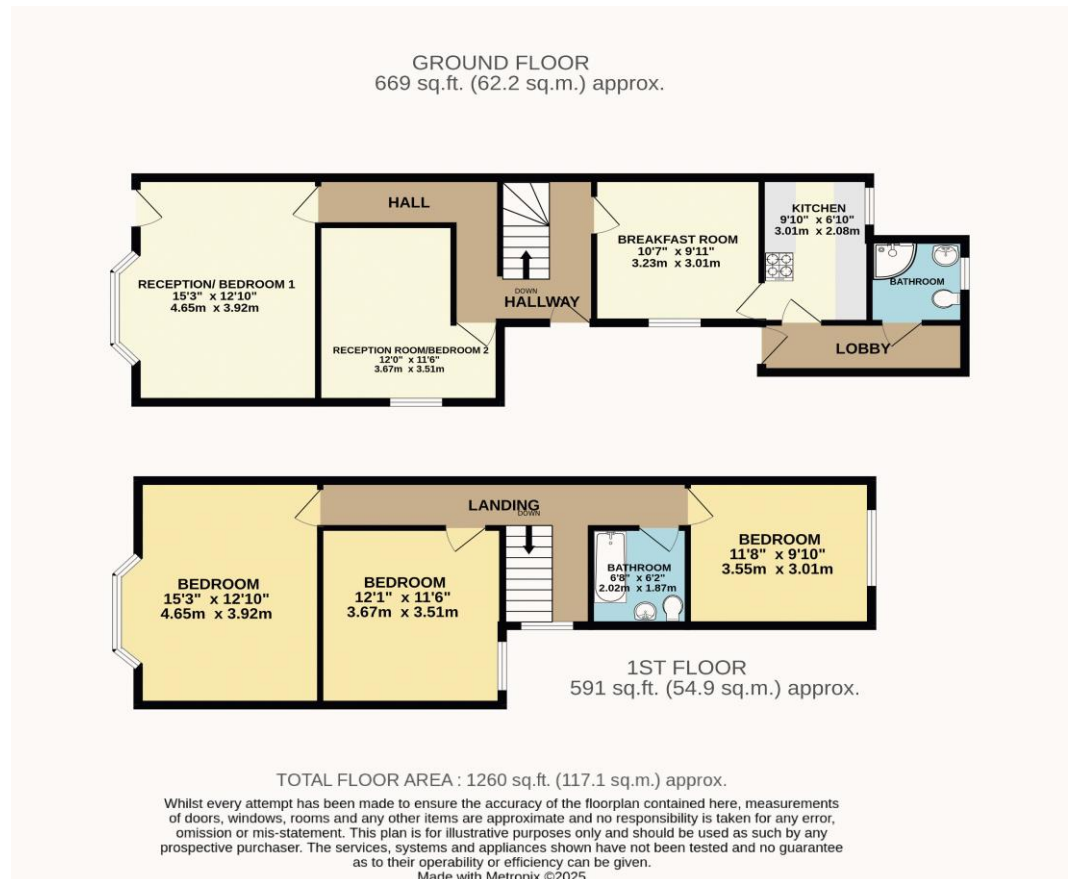 GROUND FLOOR
669 sq.ft. (62.2 sq.m.) approx.
HALL
KITCHEN
9'10" x 6'10"
3.01m x 2.08m
BREAKFAST ROOM
10'7" x 9'11"
3.23m x 3.01m
RECEPTION/ BEDROOM 1
15'3" x 12'10"
4.65m x 3.92m
BATHROOM
DOWN
HALLWAY
RECEPTION ROOM/BEDROOM 2
12'0" x 11'6"
3.67m x 3.51m
LOBBY
LANDING
DOWN
BEDROOM
11'8" x 9'10"
3.55m x 3.01m
BATHROOM
6'8" x 6'2"
2.02m x 1.87m
BEDROOM
15'3" x 12'10"
4.65m x 3.92m
BEDROOM
12'1" x 11'6"
3.67m x 3.51m
1ST FLOOR
591 sq.ft. (54.9 sq.m.) approx.
TOTAL FLOOR AREA : 1260 sq.ft. (117.1 sq.m.) approx.
Whilst every attempt has been made to ensure the accuracy of the floorplan contained here, measurements
of doors, windows, rooms and any other items are approximate and no responsibility is taken for any error,
omission or mis-statement. This plan is for illustrative purposes only and should be used as such by any
prospective purchaser. The services, systems and appliances shown have not been tested and no guarantee
as to their operability or efficiency can be given.
Made with Metropix ©2025